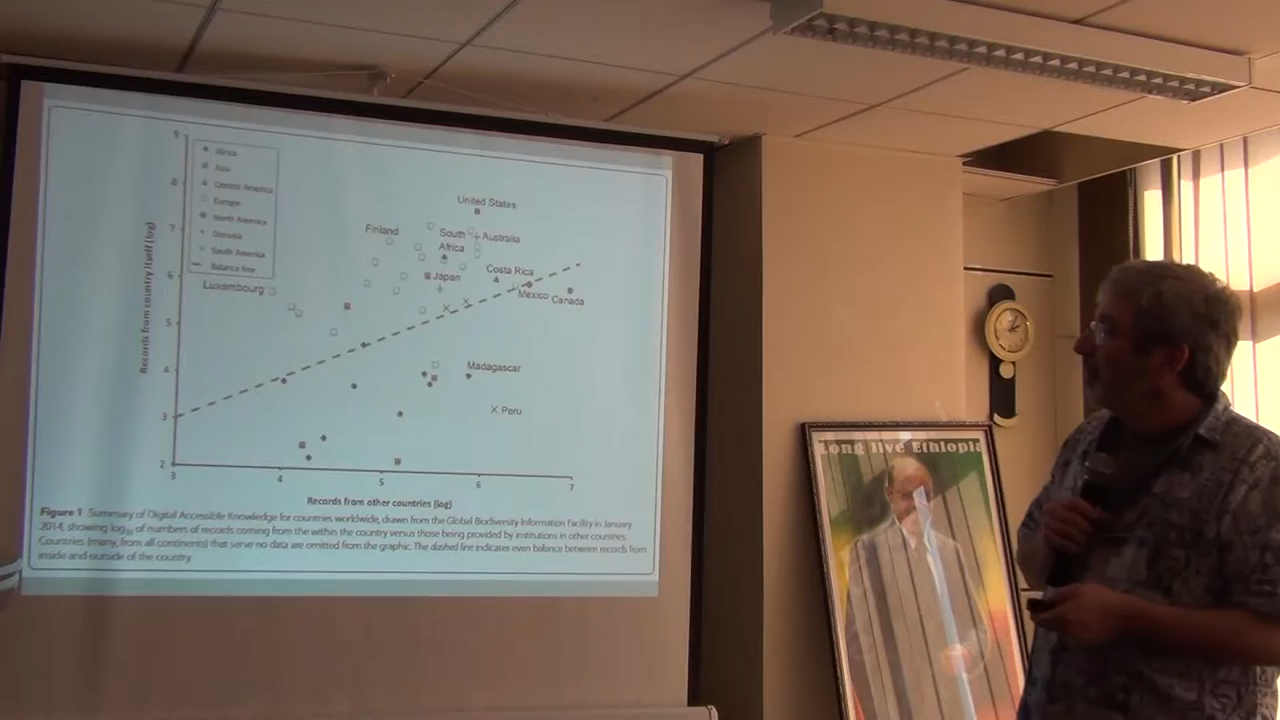 9
8
7
6
5
4
3
2
3
4
5
6
7
Records from country itself (log)
Africa
Asia
Central America
Europe
North America
Oceania
South America
Balance line
United States
Finland
South
Africa
Australia
Japan
Costa Rica
Luxembourg
Mexico
Canada
Madagascar
Peru
Records from other countries (log)
Figure 1 Summary of Digital Accessible Knowledge for countries worldwide, drawn from the Global Biodiversity Information Facility in January
2014, showing log10 of numbers of records coming from the within the country versus those being provided by institutions in other countries.
Countries (many, from all continents) that serve no data are omitted from the graphic. The dashed line indicates even balance between records from
inside and outside of the country.
Long live Ethiopia